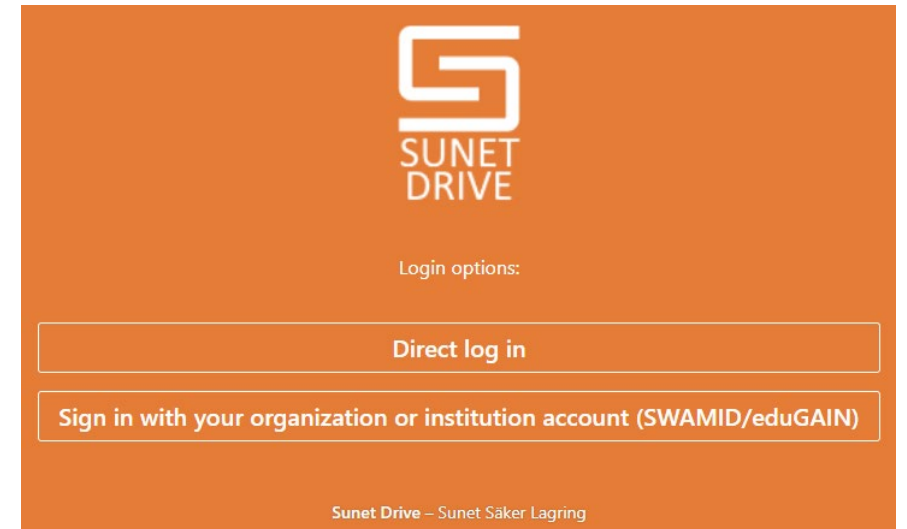 SUNET
DRIVE
Login options:
Direct log in
Sign in with your organization or institution account (SWAMID/eduGAIN)
Sunet Drive – Sunet Säker Lagring